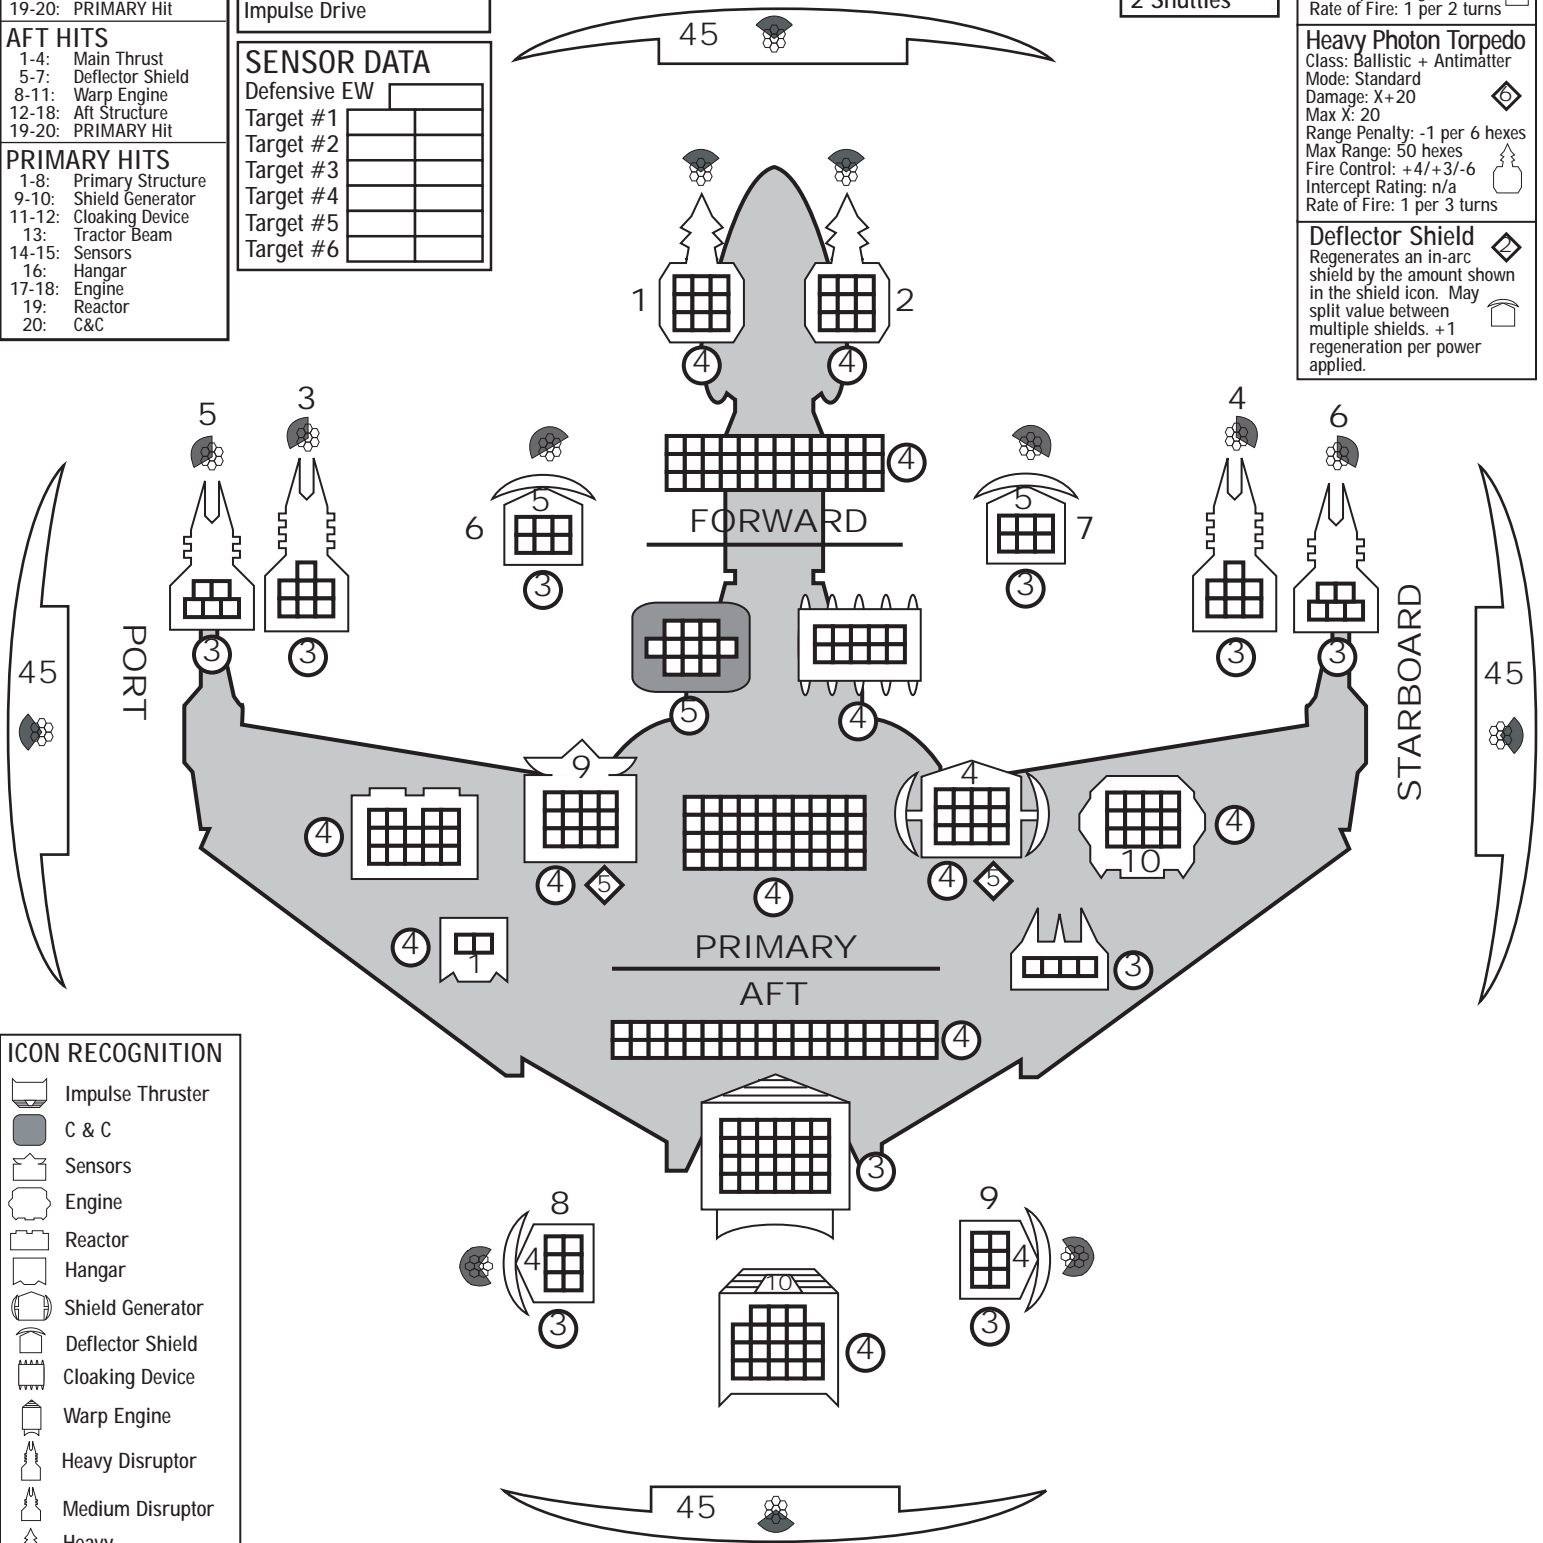 19-20: PRIMARY Hit
AFT HITS
1-4: Main Thrust
5-7: Deflector Shield
8-11: Warp Engine
12-18: Aft Structure
19-20: PRIMARY Hit
PRIMARY HITS
1-8: Primary Structure
9-10: Shield Generator
11-12: Cloaking Device
13: Tractor Beam
14-15: Sensors
16: Hangar
17-18: Engine
19: Reactor
20: C&C
Impulse Drive
SENSOR DATA
Defensive EW
Target #1
Target #2
Target #3
Target #4
Target #5
Target #6
45
2 Shuttles
Rate of Fire: 1 per 2 turns
Heavy Photon Torpedo
Class: Ballistic + Antimatter
Mode: Standard
Damage: X+20
6
Max X: 20
Range Penalty: -1 per 6 hexes
Max Range: 50 hexes
Fire Control: +4/+3/-6
Intercept Rating: n/a
Rate of Fire: 1 per 3 turns
Deflector Shield
2
Regenerates an in-arc
shield by the amount shown
in the shield icon. May
split value between
multiple shields. +1
regeneration per power
applied.
1
2
4
4
5
3
4
6
4
6
5
5
7
FORWARD
3
3
3
3
3
3
PORT
STARBOARD
45
45
5
4
9
4
4
10
4
4
5
4
4
5
4
1
PRIMARY
3
AFT
4
3
8
9
4
4
3
3
10
4
45
ICON RECOGNITION
Impulse Thruster
C & C
Sensors
Engine
Reactor
Hangar
Shield Generator
Deflector Shield
Cloaking Device
Warp Engine
Heavy Disruptor
Medium Disruptor
Heavy